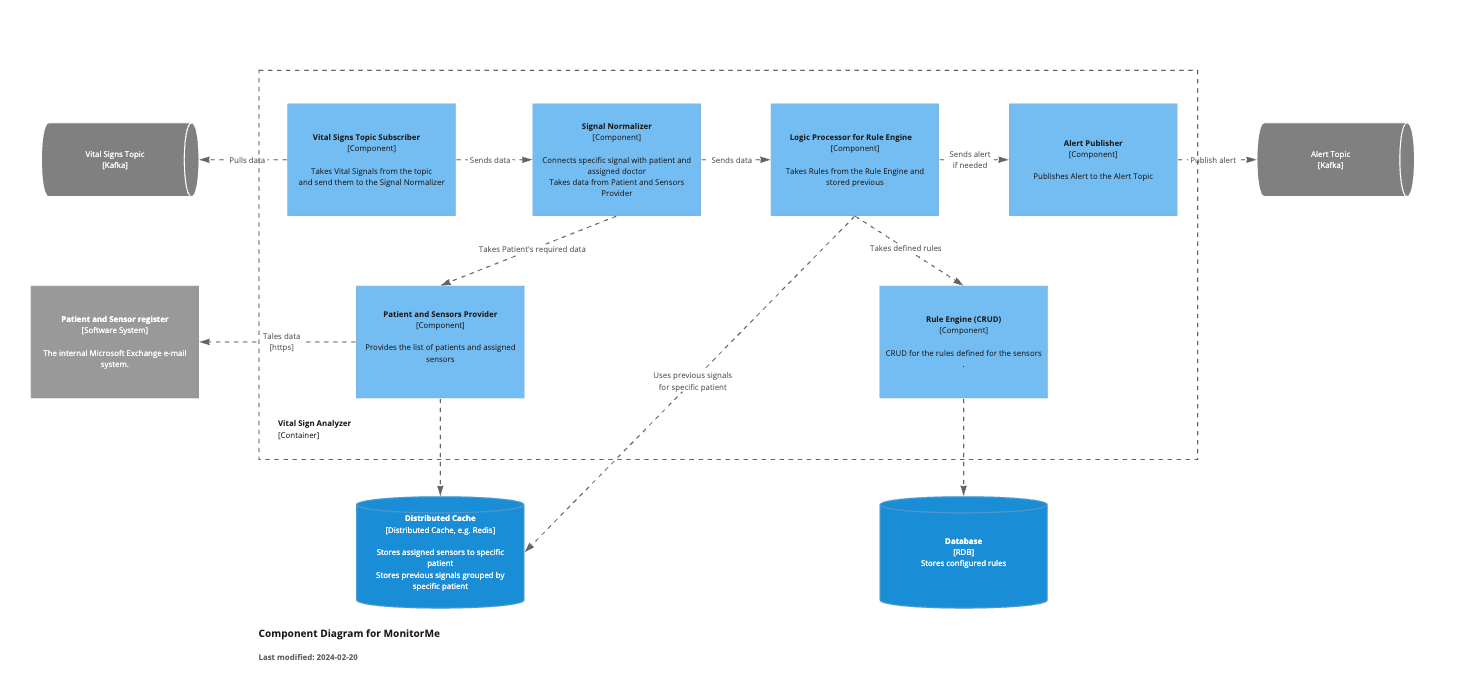 Vital Signs Topic
[Kafka]
Pulls data
Vital Signs Topic Subscriber
[Component]
Takes Vital Signals from the topic
and send them to the Signal Normalizer
Sends data
Signal Normalizer
[Component]
Connects specific signal with patient and
assigned doctor
Takes data from Patient and Sensors
Provider
Sends data
Logic Processor for Rule Engine
[Component]
Takes Rules from the Rule Engine and
stored previous
Sends alert
if needed
Alert Publisher
[Component]
Publishes Alert to the Alert Topic
Publish alert
Alert Topic
[Kafka]
Takes Patient's required data
Takes defined rules
Patient and Sensor register
[Software System]
The internal Microsoft Exchange e-mail
system.
Tales data
[https]
Patient and Sensors Provider
[Component]
Provides the list of patients and assigned
sensors
Uses previous signals
for specific patient
Rule Engine (CRUD)
[Component]
CRUD for the rules defined for the sensors
.
Vital Sign Analyzer
[Container]
Distributed Cache
[Distributed Cache, e.g. Redis]
Stores assigned sensors to specific
patient
Stores previous signals grouped by
specific patient
Database
[RDB]
Stores configured rules
Component Diagram for MonitorMe
Last modified: 2024-02-20